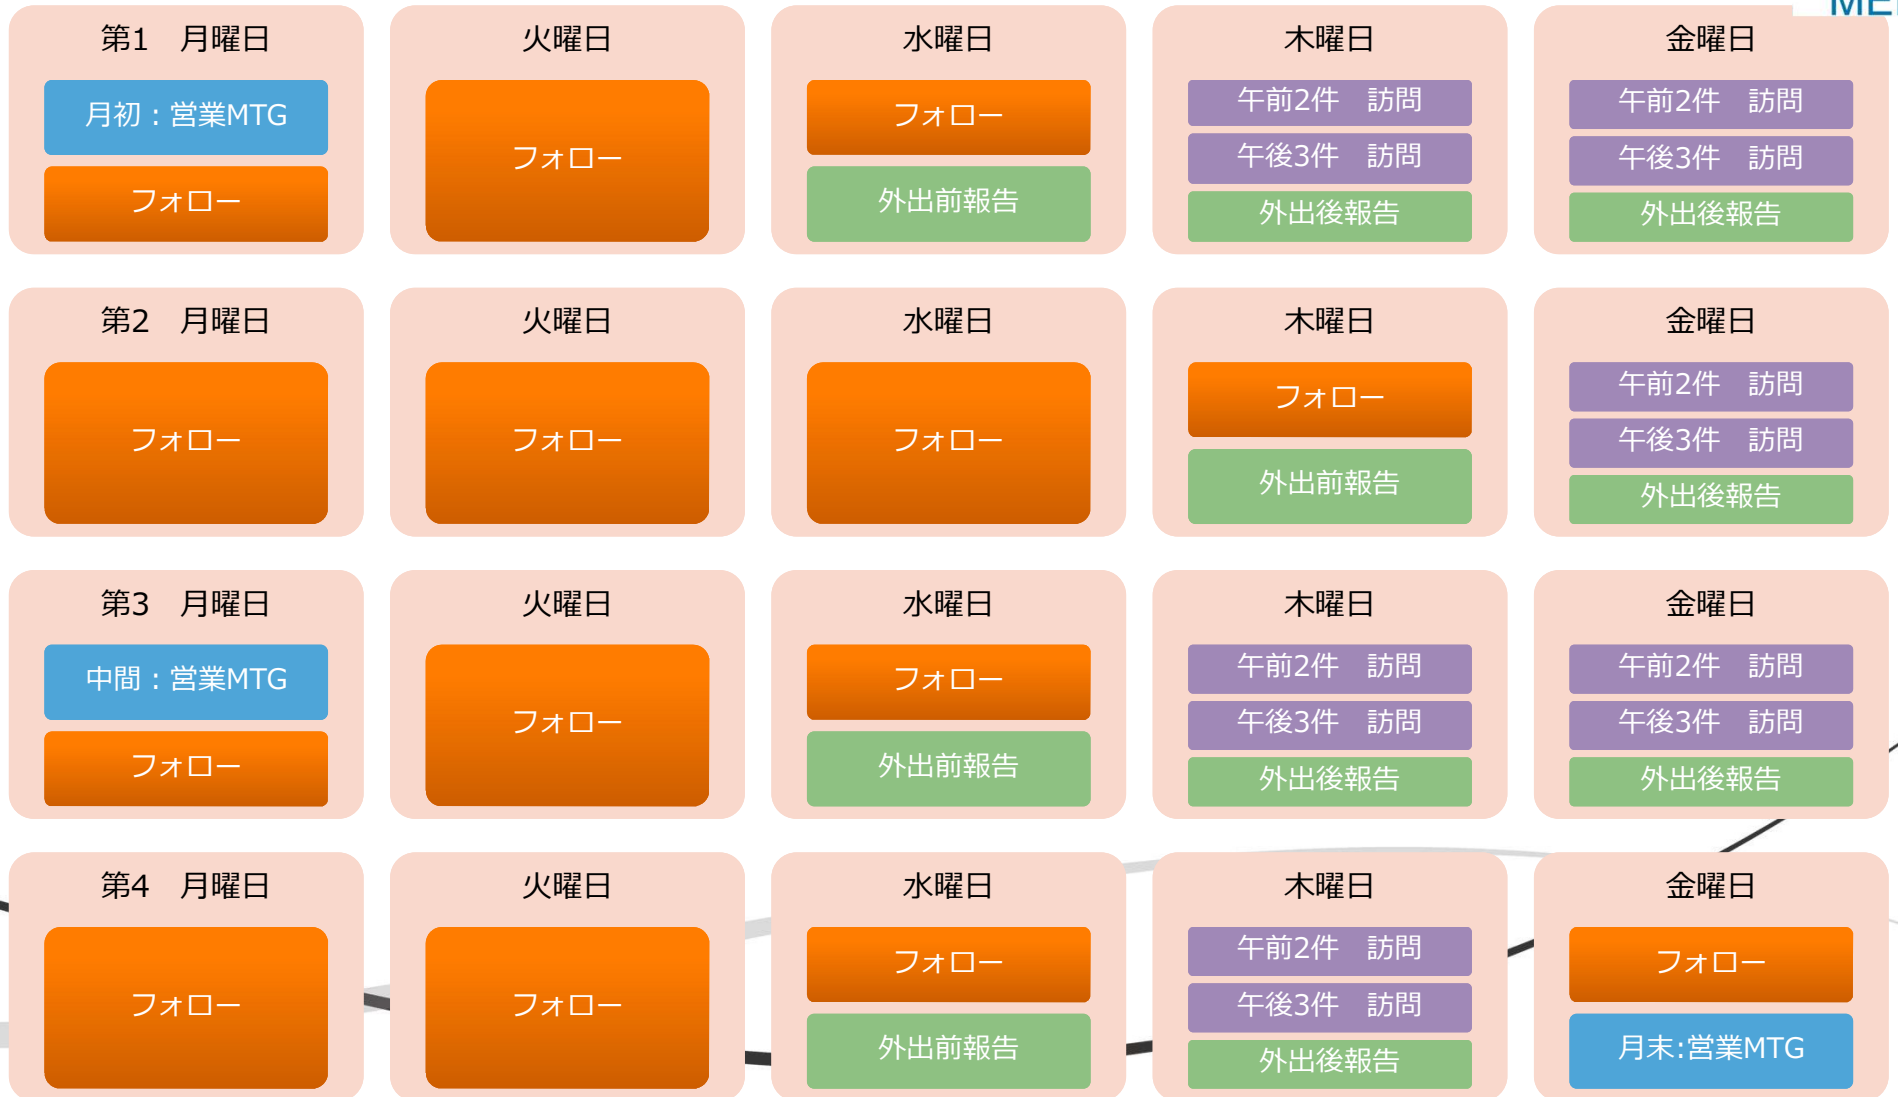 第1　月曜日
月初：営業MTG
フォロー
火曜日
フォロー
水曜日
フォロー
外出前報告
木曜日
午前2件　訪問
午後3件　訪問
外出後報告
金曜日
午前2件　訪問
午後3件　訪問
外出後報告
第2　月曜日
フォロー
火曜日
フォロー
水曜日
フォロー
木曜日
フォロー
外出前報告
金曜日
午前2件　訪問
午後3件　訪問
外出後報告
第3　月曜日
中間：営業MTG
フォロー
火曜日
フォロー
水曜日
フォロー
外出前報告
木曜日
午前2件　訪問
午後3件　訪問
外出後報告
金曜日
午前2件　訪問
午後3件　訪問
外出後報告
第4　月曜日
フォロー
火曜日
フォロー
水曜日
フォロー
外出前報告
木曜日
午前2件　訪問
午後3件　訪問
外出後報告
金曜日
フォロー
月末:営業MTG